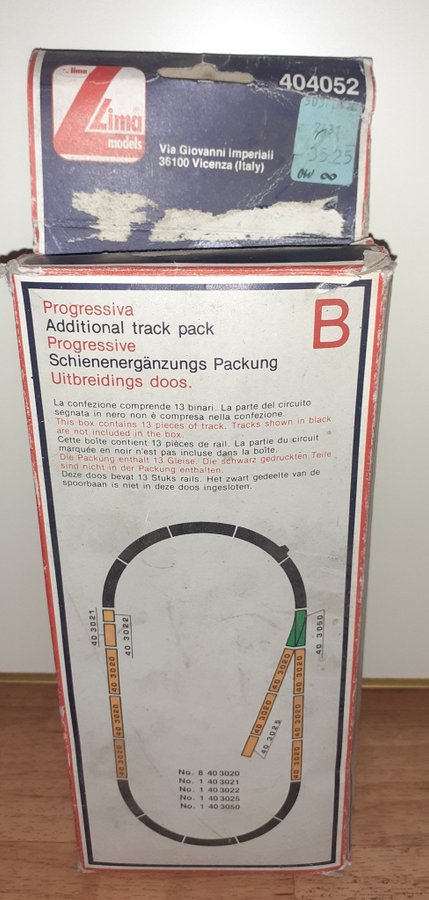 lima
Lima
models
404052
35.25
Via Giovanni Imperiali
36100 Vicenza (Italy)
B
Progressiva
Additional track pack
Progressive
Schienenergänzungs Packung
Uitbreidings doos.
La confezione comprende 13 binari. La parte del circuito
segnata in nero non è compresa nella confezione.
This box contains 13 pieces of track. Tracks shown in black
are not included in the box.
Cette boîte contient 13 pièces de rail. La partie du circuit
marquée en noir n'est pas incluse dans la boîte.
Die Packung enthält 13 Gleise. Die schwarz gedruckten Teile
sind nicht in der Packung enthalten.
Deze doos bevat 13 Stuks rails. Het zwart gedeelte van de
spoorbaan is niet in deze doos ingesloten.
40 3021
40 3022
40 3050
40 3020
40 3020
40 3020
40 3020
40 3020
40 3020
40 3020
40 3020
40 3025
No. 8 40 3020
No. 1 40 3021
No. 1 40 3022
No. 1 40 3025
No. 1 40 3050